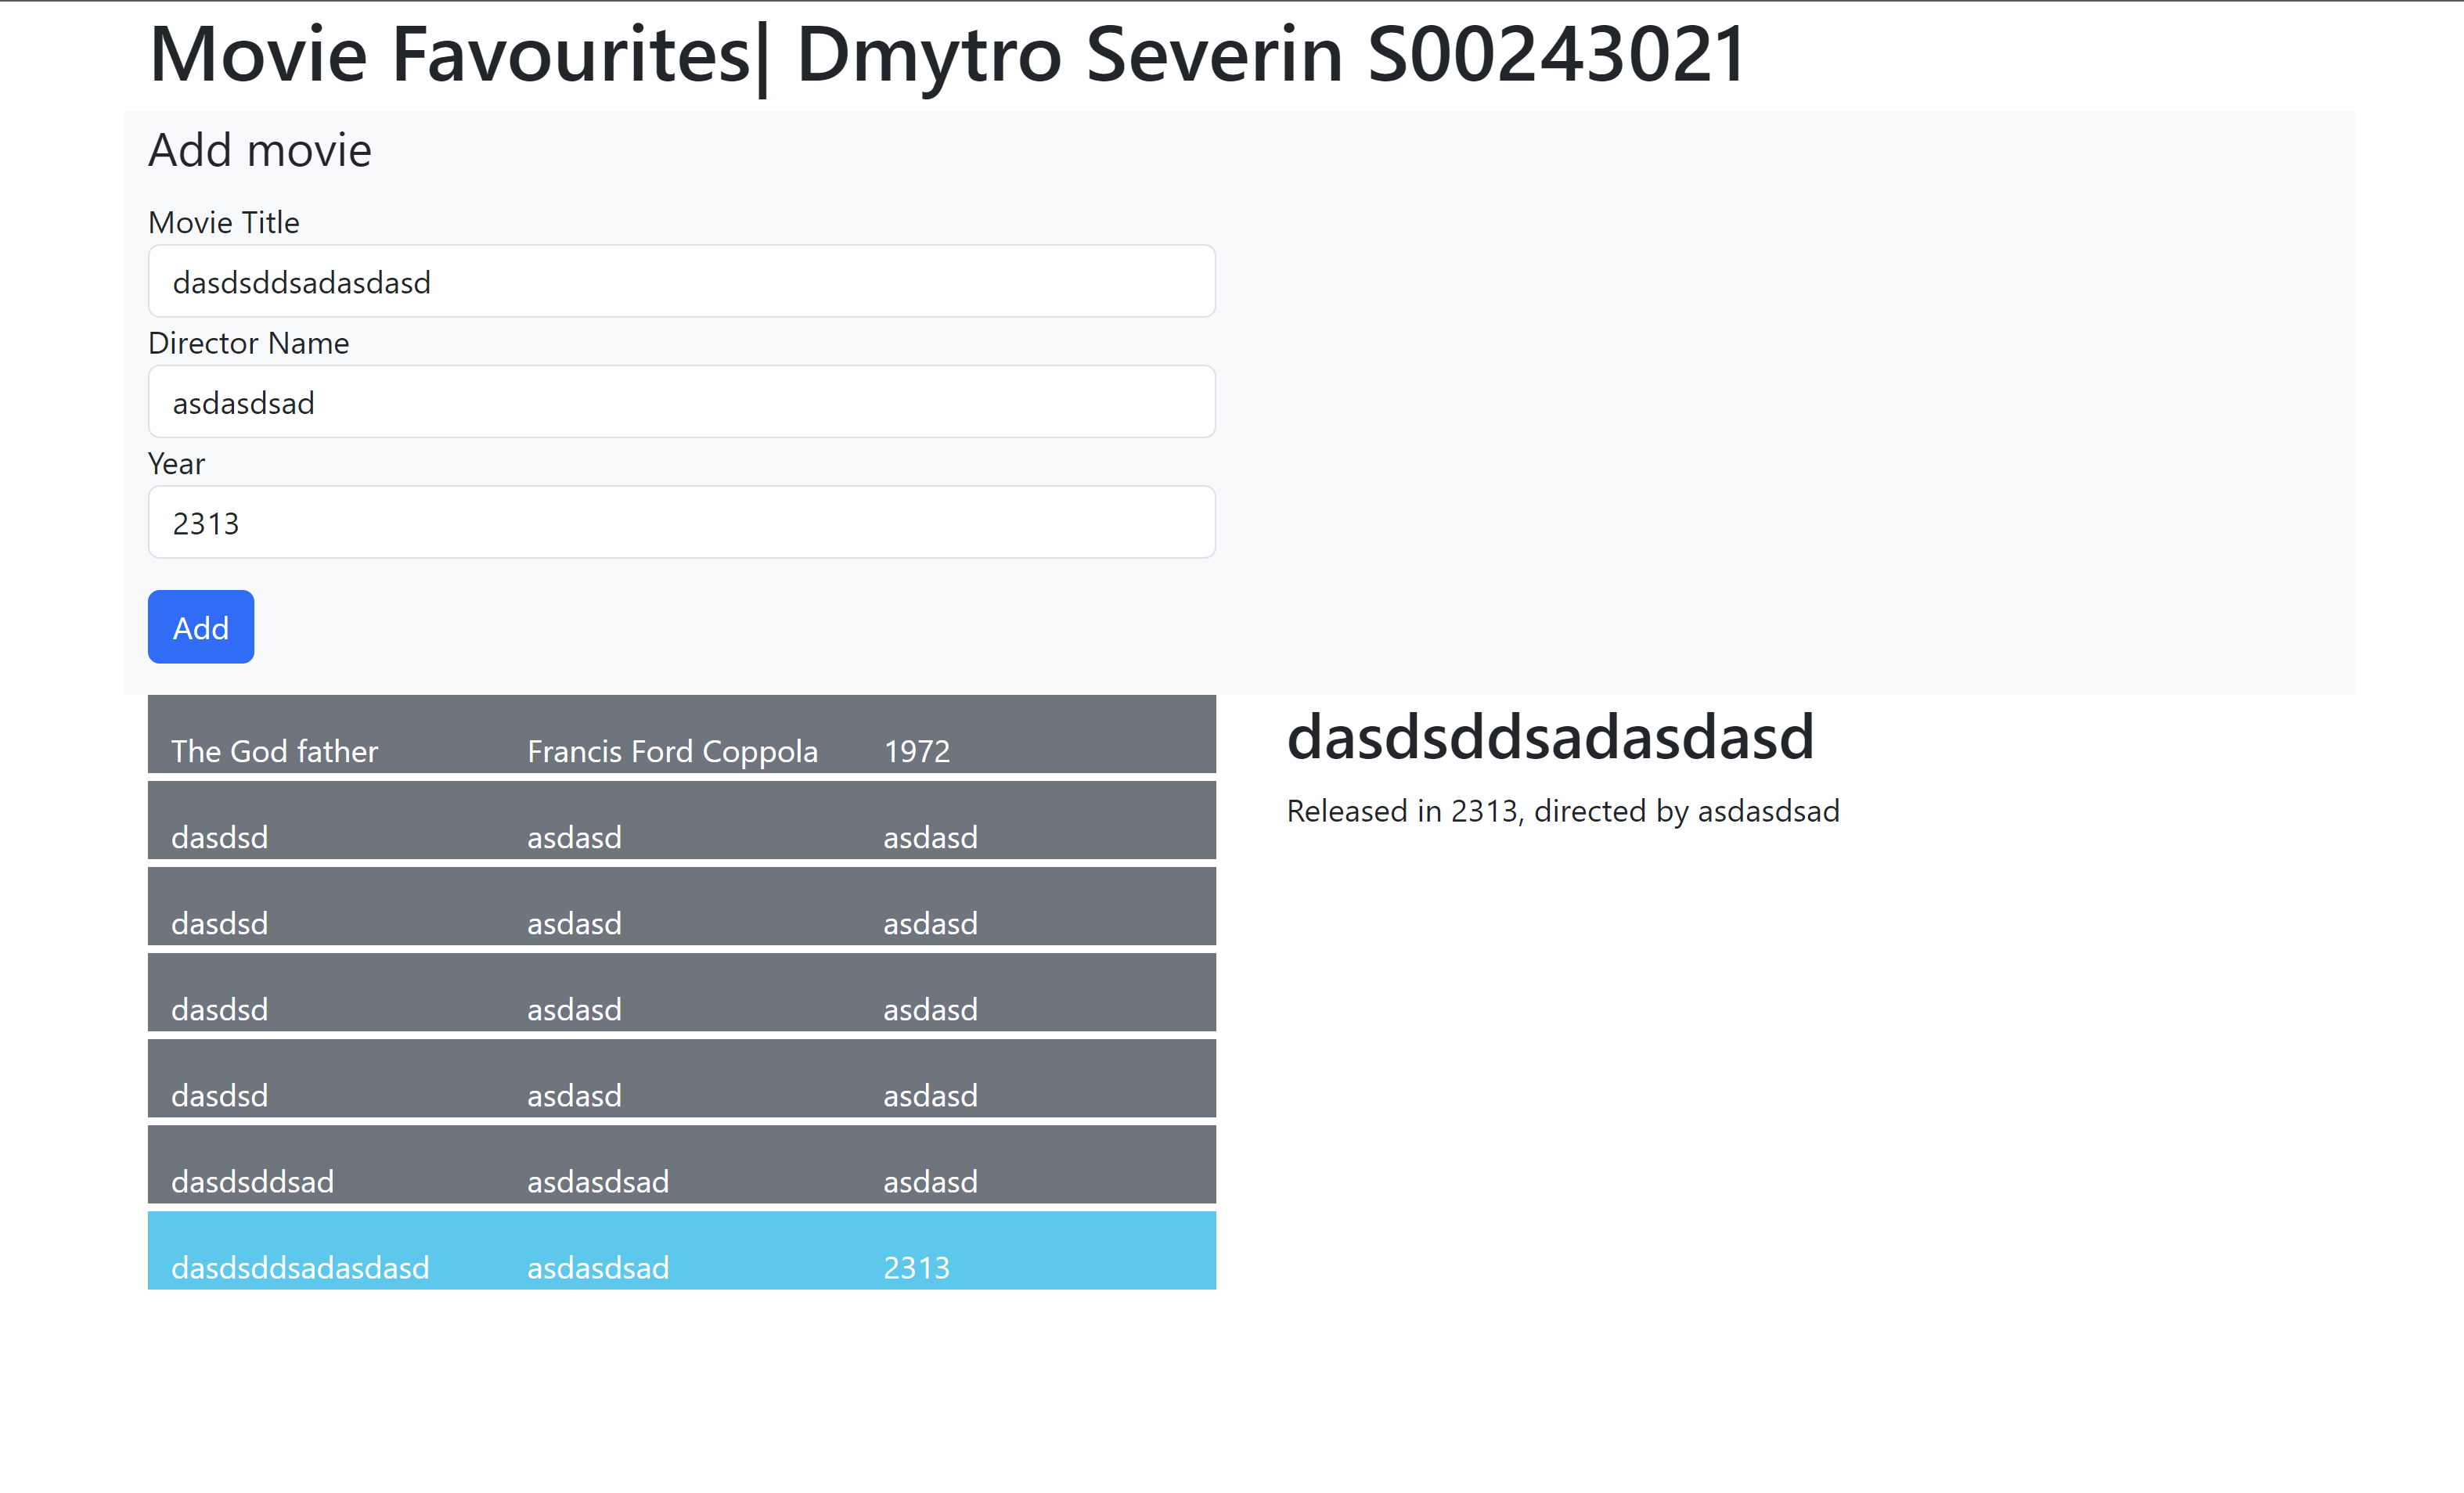 Movie Favourites| Dmytro Severin S00243021
Add movie
Movie Title
dasdsddsadasdasd
Director Name
asdasdsad
Year
2313
Add
The God father Francis Ford Coppola 1972
dasdsd asdasd asdasd
dasdsd asdasd asdasd
dasdsd asdasd asdasd
dasdsd asdasd asdasd
dasdsddsad asdasdsad asdasd
dasdsddsadasdasd asdasdsad 2313
dasdsddsadasdasd
Released in 2313, directed by asdasdsad